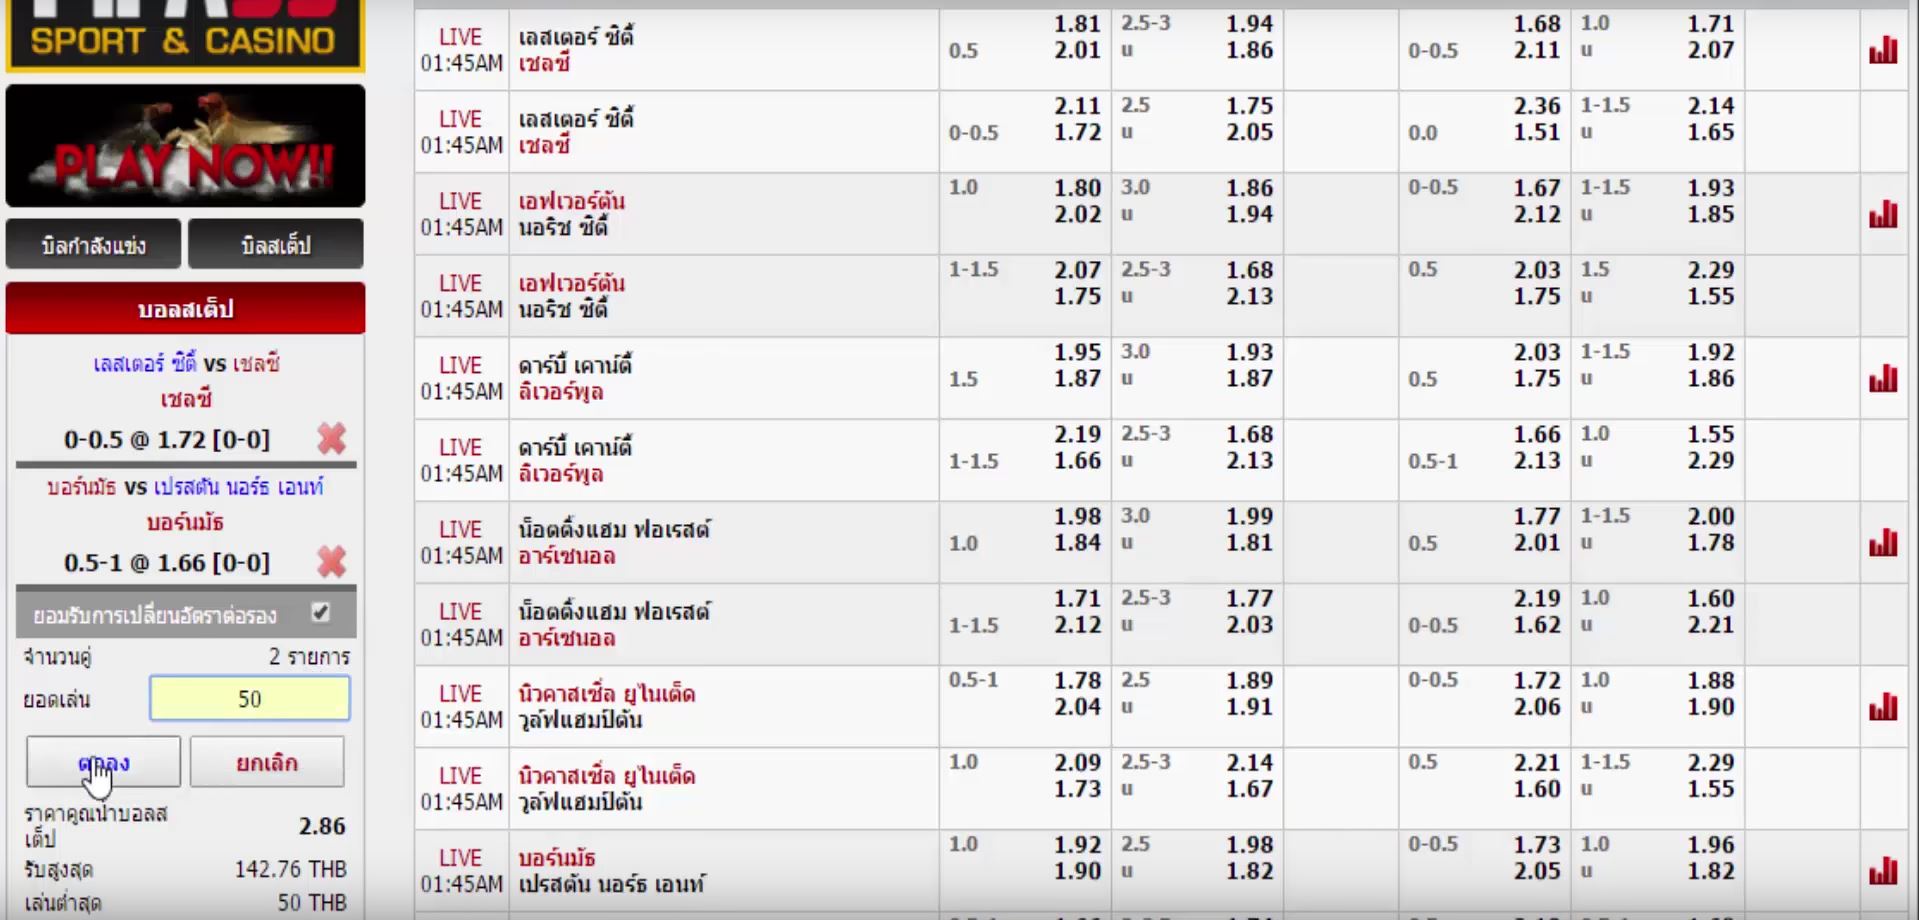 SPORT & CASINO
PLAY NOW!!
บิลกำลังแข่ง
บิลสเต็ป
บอลสเต็ป
เลสเตอร์ ซิตี้ vs เชลซี
เชลซี
0-0.5 @ 1.72 [0-0]
บอร์นมัธ vs เปรสตัน นอร์ธ เอนท์
บอร์นมัธ
0.5-1 @ 1.66 [0-0]
ยอมรับการเปลี่ยนอัตราต่อรอง
จำนวนคู่ 2 รายการ
ยอดเล่น 50
ยกเลิก
ราคาคูณน้ำบอลส
เต็ป 2.86
รับสูงสุด 142.76 THB
เล่นต่ำสุด 50 THB
LIVE เลสเตอร์ ซิตี้ 1.81 2.5-3 1.94 1.68 1.0 1.71
01:45AM เชลซี 0.5 2.01 u 1.86 0-0.5 2.11 u 2.07
LIVE เลสเตอร์ ซิตี้ 2.11 2.5 1.75 2.36 1-1.5 2.14
01:45AM เชลซี 0-0.5 1.72 u 2.05 0.0 1.51 u 1.65
LIVE เอฟเวอร์ตัน 1.0 1.80 3.0 1.86 0-0.5 1.67 1-1.5 1.93
01:45AM นอริช ซิตี้ 2.02 u 1.94 2.12 u 1.85
LIVE เอฟเวอร์ตัน 1-1.5 2.07 2.5-3 1.68 0.5 2.03 1.5 2.29
01:45AM นอริช ซิตี้ 1.75 u 2.13 1.75 u 1.55
LIVE ดาร์บี้ เคาน์ตี้ 1.95 3.0 1.93 2.03 1-1.5 1.92
01:45AM ลิเวอร์พูล 1.5 1.87 u 1.87 0.5 1.75 u 1.86
LIVE ดาร์บี้ เคาน์ตี้ 2.19 2.5-3 1.68 1.66 1.0 1.55
01:45AM ลิเวอร์พูล 1-1.5 1.66 u 2.13 0.5-1 2.13 u 2.29
LIVE น็อตติ้งแฮม ฟอเรสต์ 1.98 3.0 1.99 1.77 1-1.5 2.00
01:45AM อาร์เซนอล 1.0 1.84 u 1.81 0.5 2.01 u 1.78
LIVE น็อตติ้งแฮม ฟอเรสต์ 1.71 2.5-3 1.77 2.19 1.0 1.60
01:45AM อาร์เซนอล 1-1.5 2.12 u 2.03 0-0.5 1.62 u 2.21
LIVE นิวคาสเซิ่ล ยูไนเต็ด 0.5-1 1.78 2.5 1.89 0-0.5 1.72 1.0 1.88
01:45AM วูล์ฟแฮมป์ตัน 2.04 u 1.91 2.06 u 1.90
LIVE นิวคาสเซิ่ล ยูไนเต็ด 1.0 2.09 2.5-3 2.14 0.5 2.21 1-1.5 2.29
01:45AM วูล์ฟแฮมป์ตัน 1.73 u 1.67 1.60 u 1.55
LIVE บอร์นมัธ 1.0 1.92 2.5 1.98 0-0.5 1.73 1.0 1.96
01:45AM เปรสตัน นอร์ธ เอนท์ 1.90 u 1.82 2.05 u 1.82